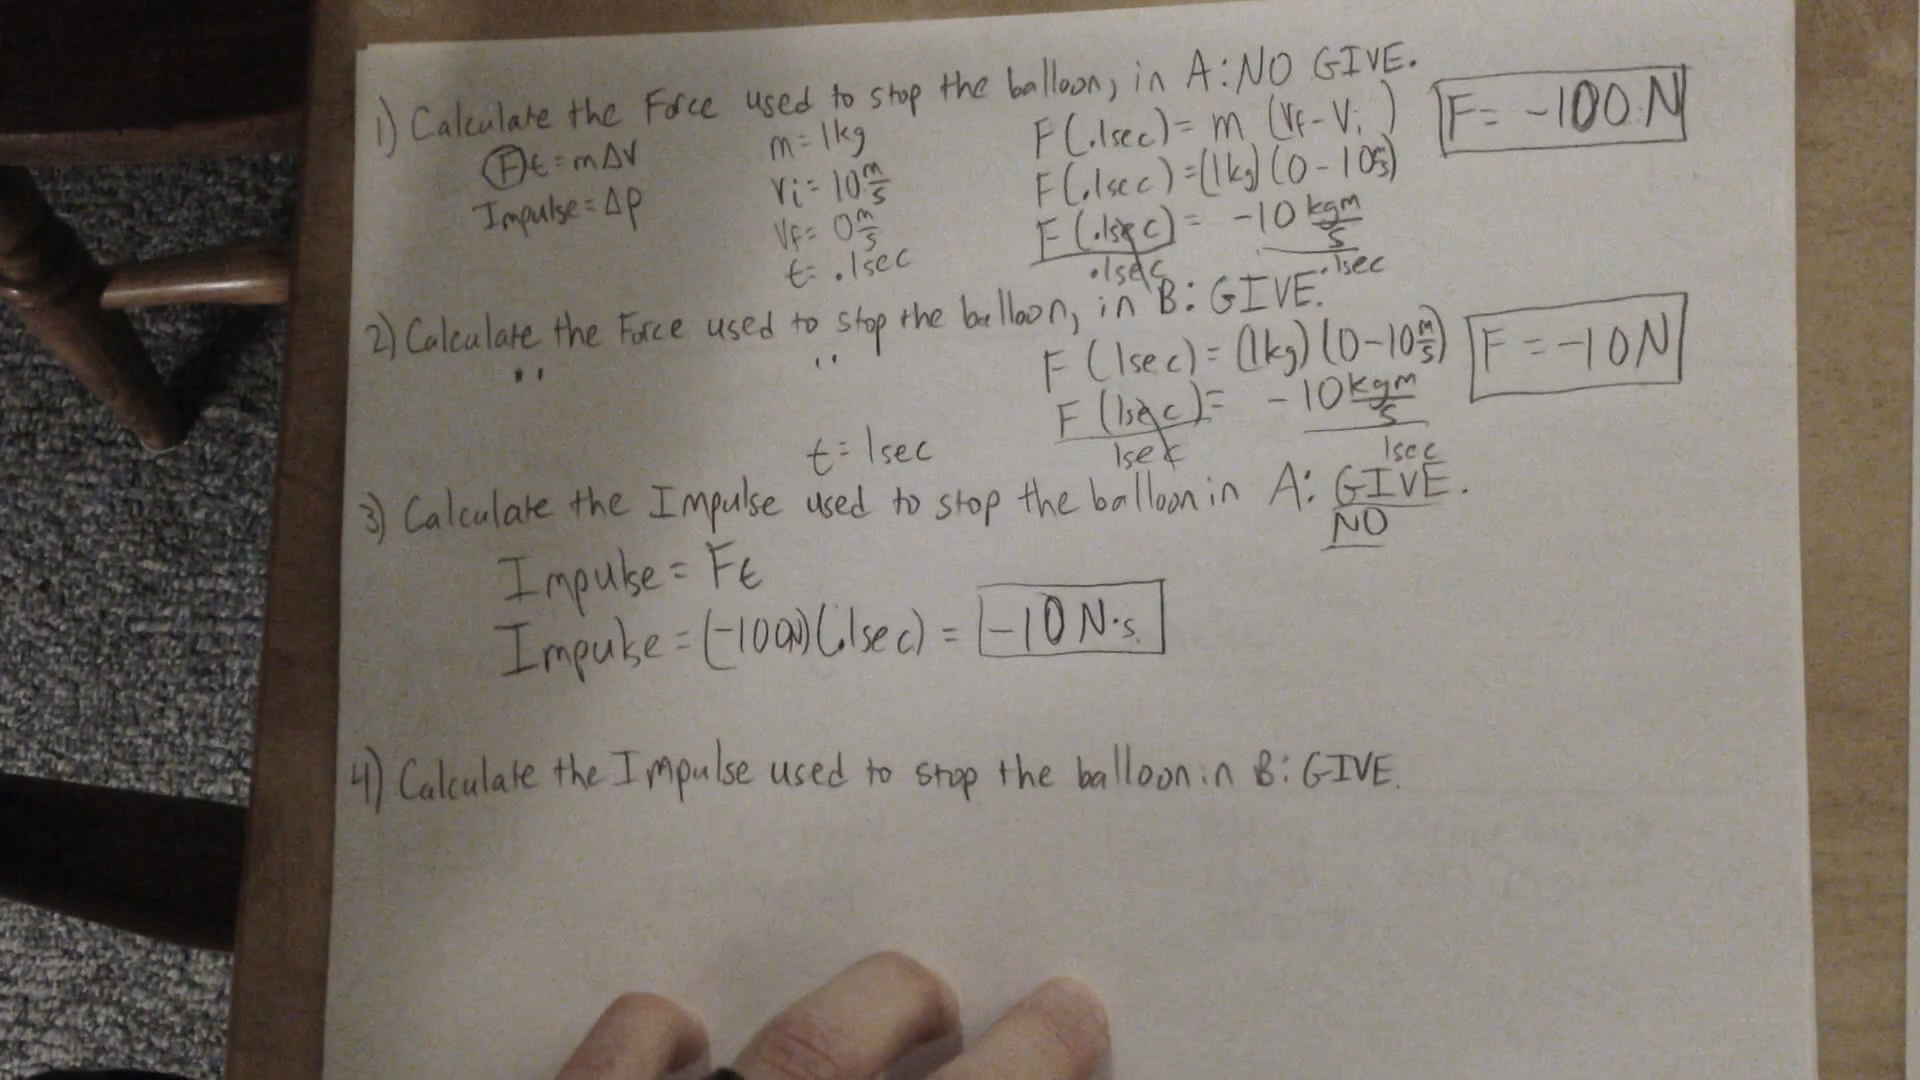 1) Calculate the Force used to stop the balloon, in A: NO GIVE.
Ft = mΔV
Impulse = Δp
m = 1kg
Vi = 10 m/s
Vf = 0 m/s
t = .1sec
F(.1sec) = m (Vf - Vi)
F(.1sec) = (1kg)(0 - 10 m/s)
F(.1sec) = -10 kgm/s
.1sec .1sec
F = -100 N
2) Calculate the Force used to stop the balloon, in B: GIVE.
" "
t = 1sec
F (1sec) = (1kg)(0 - 10 m/s)
F (1sec) = -10 kgm/s
1sec 1sec
F = -10N
3) Calculate the Impulse used to stop the balloon in A: GIVE.
NO
Impulse = Ft
Impulse = (-100N)(.1sec) = -10 N·s
4) Calculate the Impulse used to stop the balloon in B: GIVE.